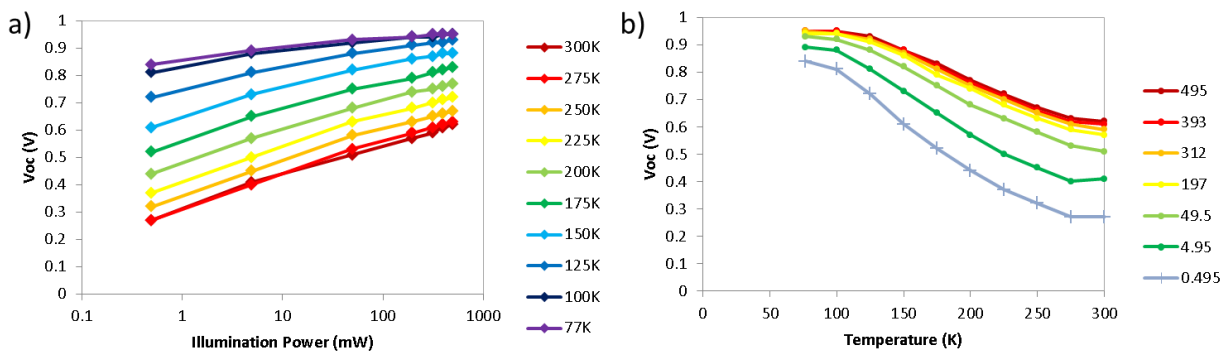 a)
1
0.9
0.8
0.7
0.6
0.5
0.4
0.3
0.2
0.1
0
Voc (V)
0.1
1
10
100
1000
Illumination Power (mW)
300K
275K
250K
225K
200K
175K
150K
125K
100K
77K
b)
1
0.9
0.8
0.7
0.6
0.5
0.4
0.3
0.2
0.1
0
Voc (V)
0
50
100
150
200
250
300
Temperature (K)
495
393
312
197
49.5
4.95
0.495